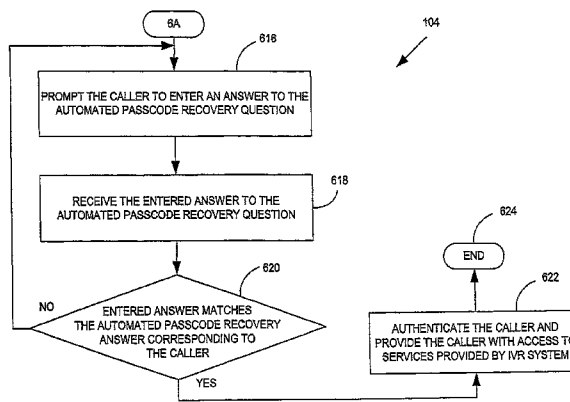 6A
616
104
PROMPT THE CALLER TO ENTER AN ANSWER TO THE
AUTOMATED PASSCODE RECOVERY QUESTION
RECEIVE THE ENTERED ANSWER TO THE
AUTOMATED PASSCODE RECOVERY QUESTION
618
620
NO
ENTERED ANSWER MATCHES
THE AUTOMATED PASSCODE RECOVERY
ANSWER CORRESPONDING TO
THE CALLER
YES
624
END
622
AUTHENTICATE THE CALLER AND
PROVIDE THE CALLER WITH ACCESS TO
SERVICES PROVIDED BY IVR SYSTEM